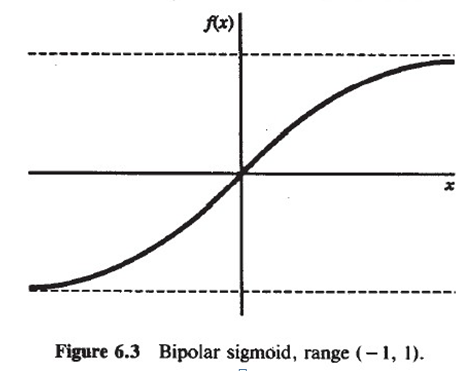 f(x)
x
Figure 6.3 Bipolar sigmoid, range (−1, 1).